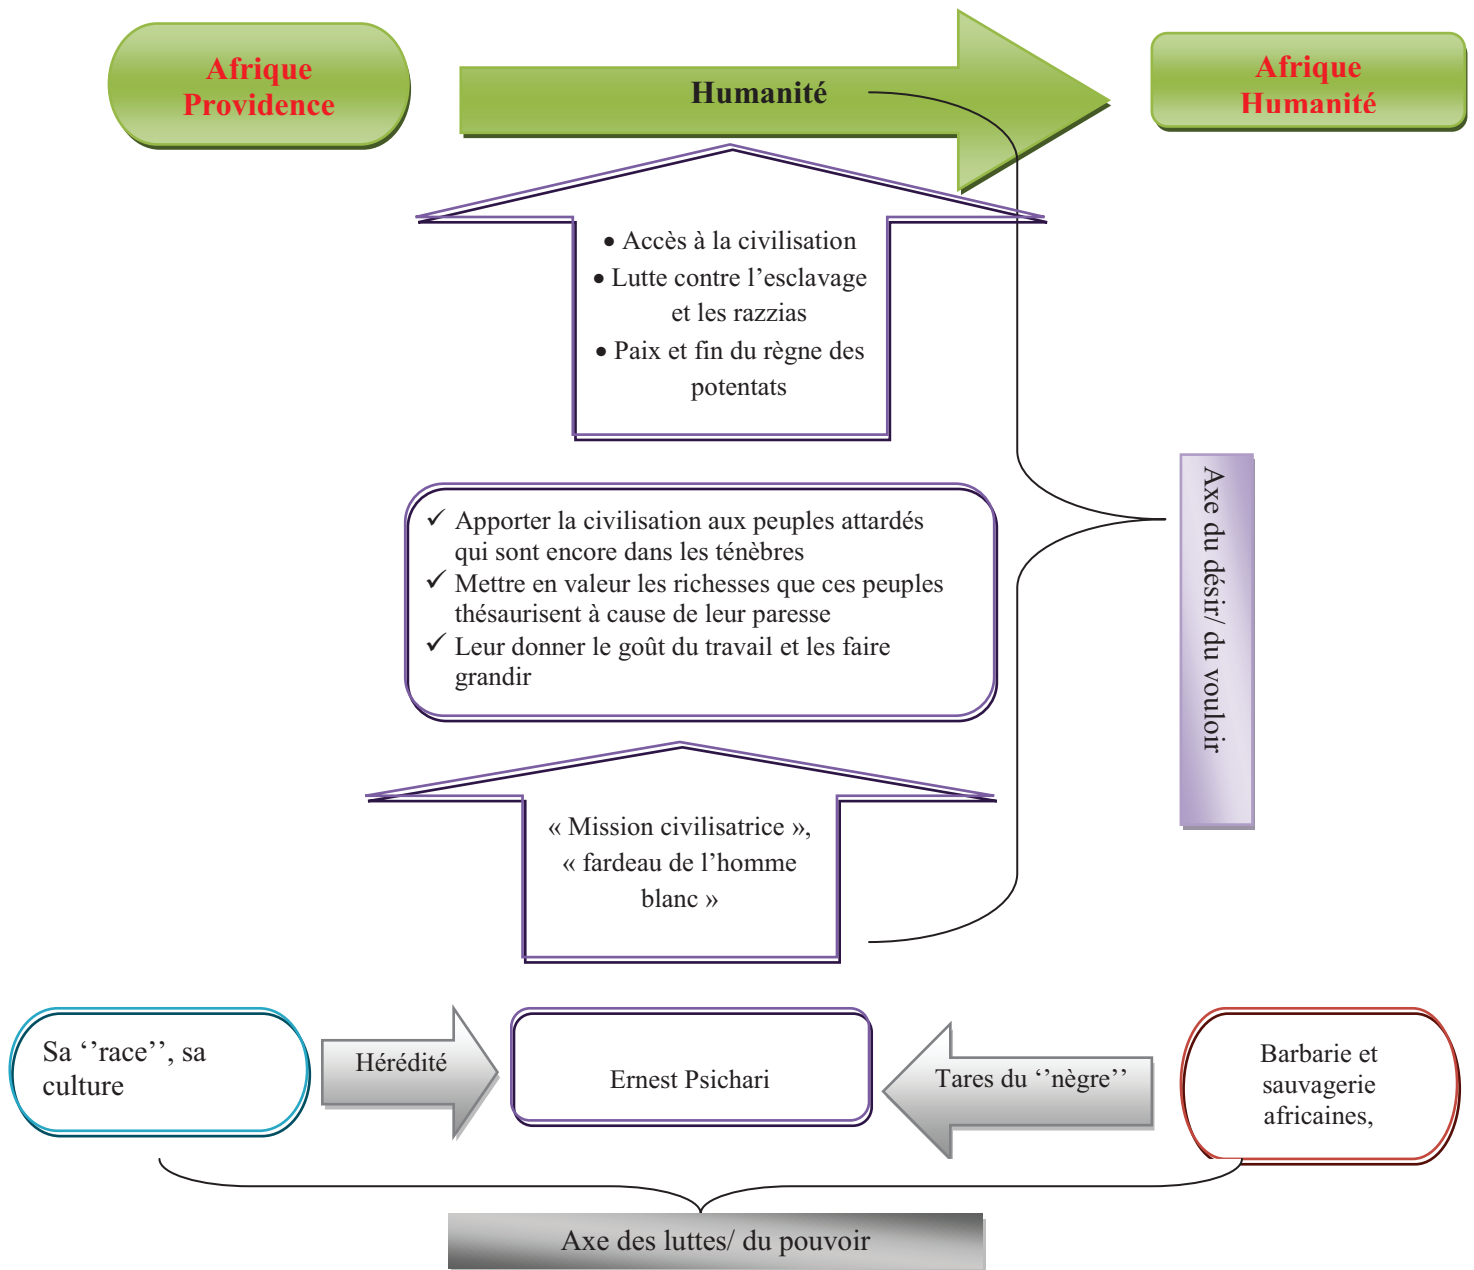 Afrique
Providence
Humanité
Afrique
Humanité
• Accès à la civilisation
• Lutte contre l’esclavage
et les razzias
• Paix et fin du règne des
potentats
✓ Apporter la civilisation aux peuples attardés
qui sont encore dans les ténèbres
✓ Mettre en valeur les richesses que ces peuples
thésaurisent à cause de leur paresse
✓ Leur donner le goût du travail et les faire
grandir
Axe du désir/ du vouloir
« Mission civilisatrice »,
« fardeau de l’homme
blanc »
Sa ‘’race’’, sa
culture
Hérédité
Ernest Psichari
Tares du ‘’nègre’’
Barbarie et
sauvagerie
africaines,
Axe des luttes/ du pouvoir